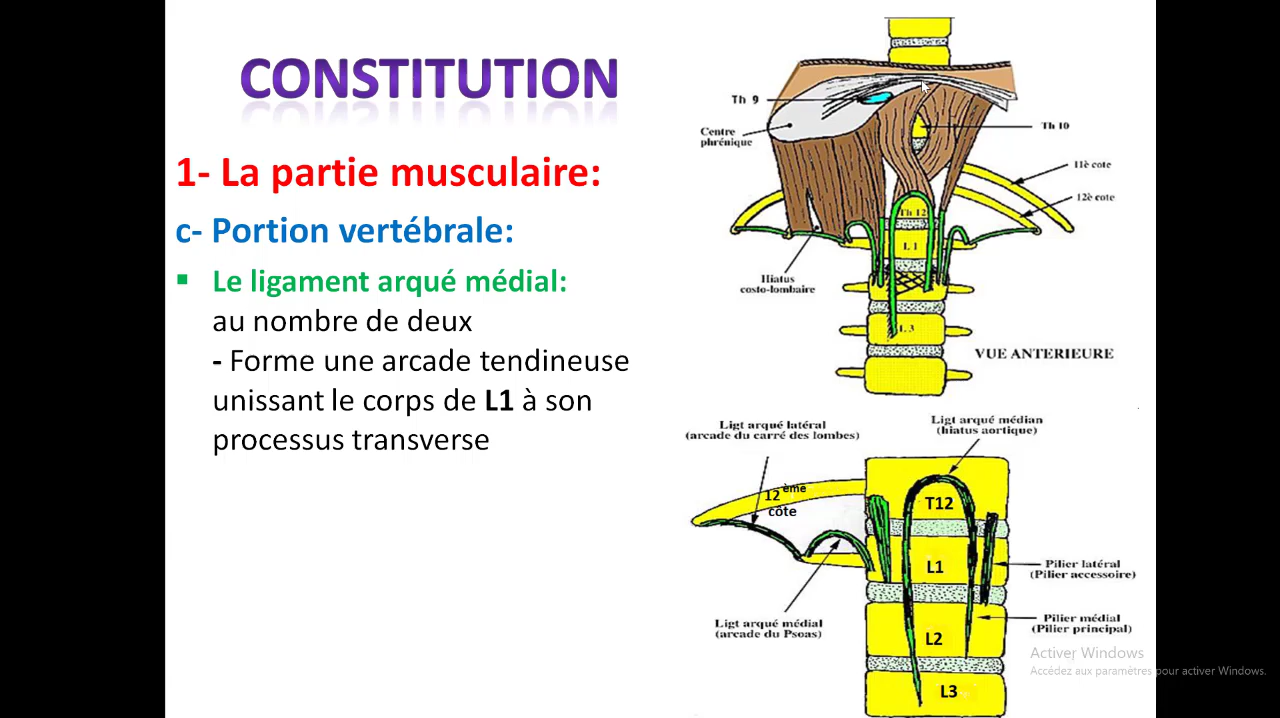 CONSTITUTION
1- La partie musculaire:
c- Portion vertébrale:
▪ Le ligament arqué médial:
au nombre de deux
- Forme une arcade tendineuse
unissant le corps de L1 à son
processus transverse
Th 9
Centre
phrénique
Th 10
11è cote
12è cote
Th 12
L 1
Hiatus
costo-lombaire
L 3
VUE ANTERIEURE
Ligt arqué latéral
(arcade du carré des lombes)
Ligt arqué médian
(hiatus aortique)
12 ème
côte
T12
L1
Pilier latéral
(Pilier accessoire)
Ligt arqué médial
(arcade du Psoas)
Pilier médial
(Pilier principal)
L2
L3
Activer Windows
Accédez aux paramètres pour activer Windows.